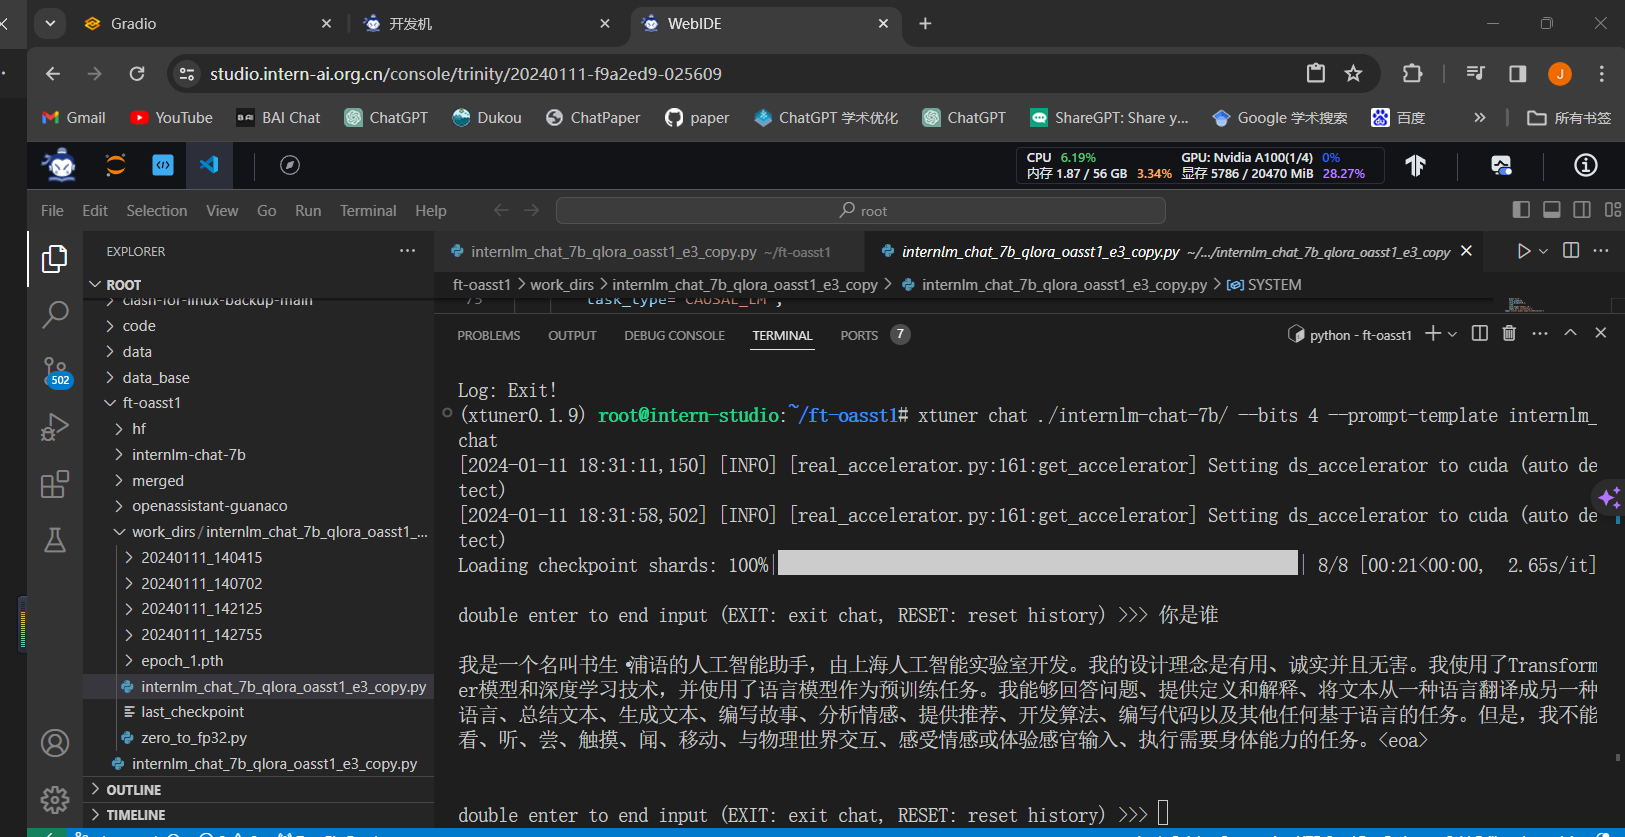 Gradio
开发机
WebIDE
studio.intern-ai.org.cn/console/trinity/20240111-f9a2ed9-025609
J
Gmail
YouTube
BAI
BAI Chat
ChatGPT
Dukou
ChatPaper
paper
ChatGPT 学术优化
ChatGPT
ShareGPT: Share y...
Google 学术搜索
百度
所有书签
CPU 6.19% GPU: Nvidia A100(1/4) 0%
内存 1.87 / 56 GB 3.34% 显存 5786 / 20470 MiB 28.27%
File Edit Selection View Go Run Terminal Help
root
EXPLORER
internlm_chat_7b_qlora_oasst1_e3_copy.py ~/ft-oasst1
internlm_chat_7b_qlora_oasst1_e3_copy.py ~/.../internlm_chat_7b_qlora_oasst1_e3_copy
ft-oasst1 > work_dirs > internlm_chat_7b_qlora_oasst1_e3_copy > internlm_chat_7b_qlora_oasst1_e3_copy.py > SYSTEM
75 task_type="CAUSAL_LM",
ROOT
clash-for-linux-backup-main
code
data
data_base
ft-oasst1
hf
internlm-chat-7b
merged
openassistant-guanaco
work_dirs / internlm_chat_7b_qlora_oasst1_...
20240111_140415
20240111_140702
20240111_142125
20240111_142755
epoch_1.pth
internlm_chat_7b_qlora_oasst1_e3_copy.py
last_checkpoint
zero_to_fp32.py
internlm_chat_7b_qlora_oasst1_e3_copy.py
OUTLINE
TIMELINE
502
PROBLEMS OUTPUT DEBUG CONSOLE TERMINAL PORTS 7
python - ft-oasst1
Log: Exit!
(xtuner0.1.9) root@intern-studio:~/ft-oasst1# xtuner chat ./internlm-chat-7b/ --bits 4 --prompt-template internlm_
chat
[2024-01-11 18:31:11,150] [INFO] [real_accelerator.py:161:get_accelerator] Setting ds_accelerator to cuda (auto de
tect)
[2024-01-11 18:31:58,502] [INFO] [real_accelerator.py:161:get_accelerator] Setting ds_accelerator to cuda (auto de
tect)
Loading checkpoint shards: 100%| | 8/8 [00:21<00:00, 2.65s/it]
double enter to end input (EXIT: exit chat, RESET: reset history) >>> 你是谁
我是一个名叫书生·浦语的人工智能助手，由上海人工智能实验室开发。我的设计理念是有用、诚实并且无害。我使用了Transform
er模型和深度学习技术，并使用了语言模型作为预训练任务。我能够回答问题、提供定义和解释、将文本从一种语言翻译成另一种
语言、总结文本、生成文本、编写故事、分析情感、提供推荐、开发算法、编写代码以及其他任何基于语言的任务。但是，我不能
看、听、尝、触摸、闻、移动、与物理世界交互、感受情感或体验感官输入、执行需要身体能力的任务。<eoa>
double enter to end input (EXIT: exit chat, RESET: reset history) >>>